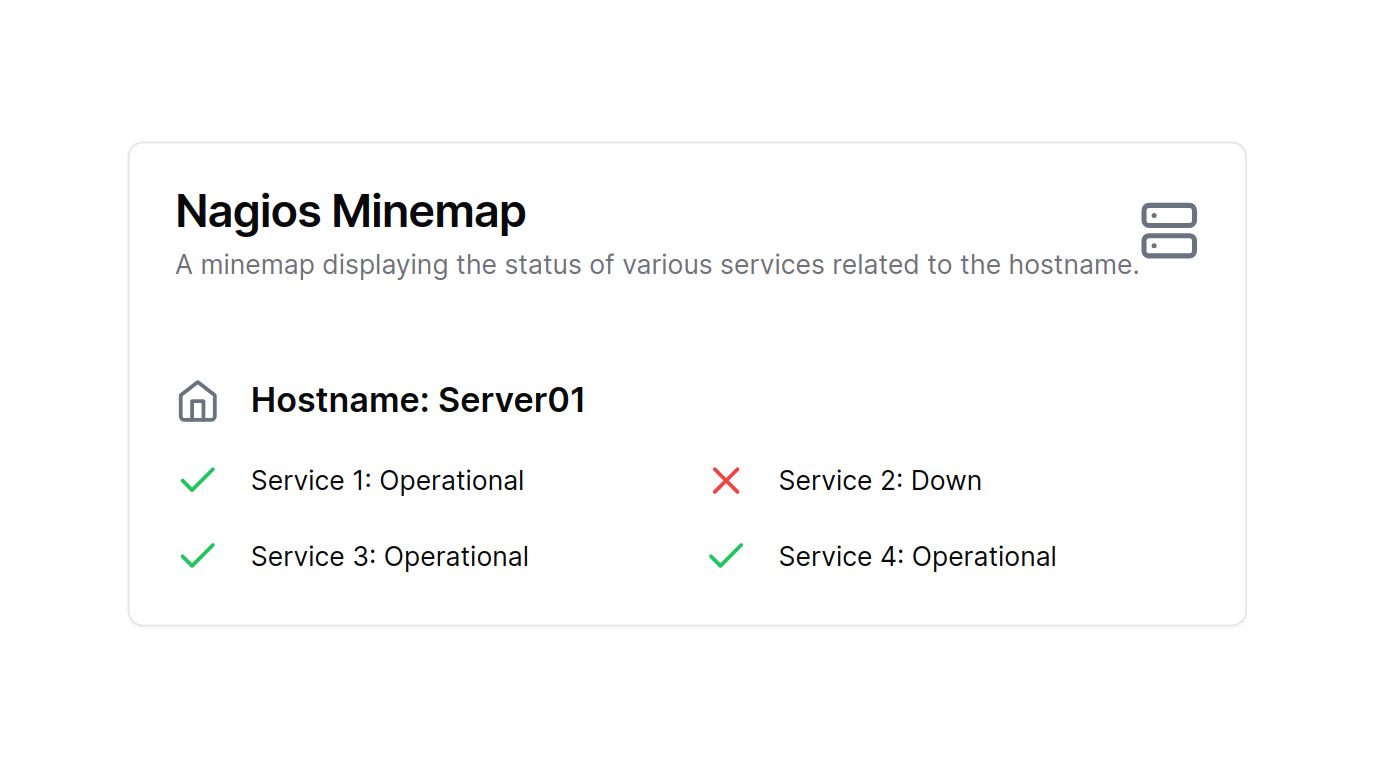 Nagios Minemap
A minemap displaying the status of various services related to the hostname.
Hostname: Server01
Service 1: Operational
Service 2: Down
Service 3: Operational
Service 4: Operational